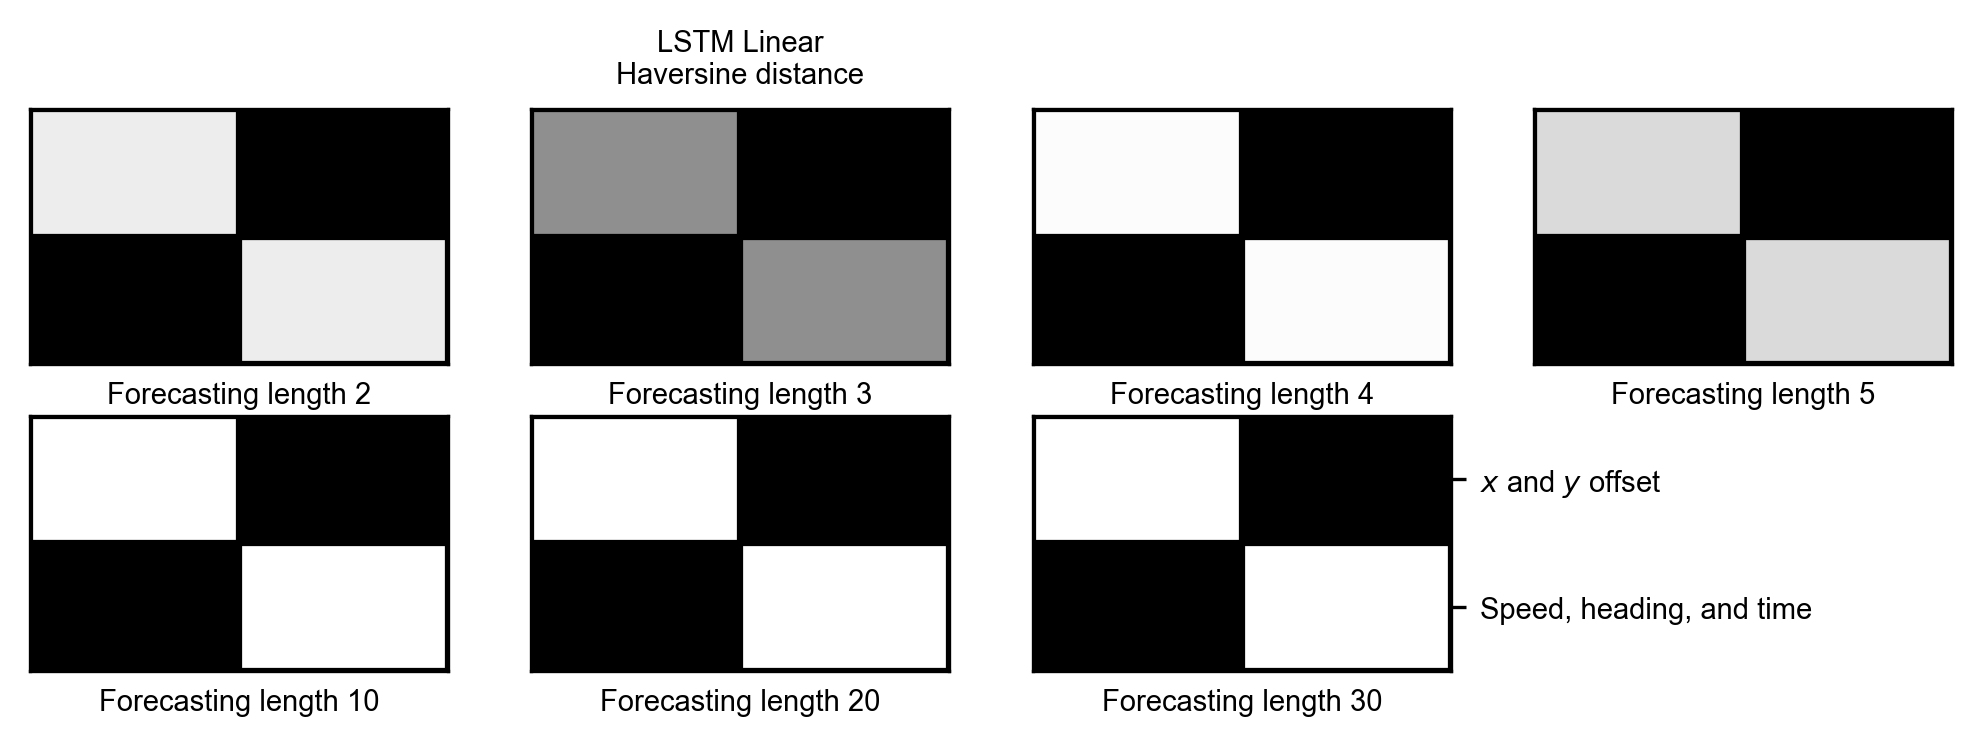 LSTM Linear
Haversine distance
Forecasting length 2
Forecasting length 3
Forecasting length 4
Forecasting length 5
x and y offset
Speed, heading, and time
Forecasting length 10
Forecasting length 20
Forecasting length 30